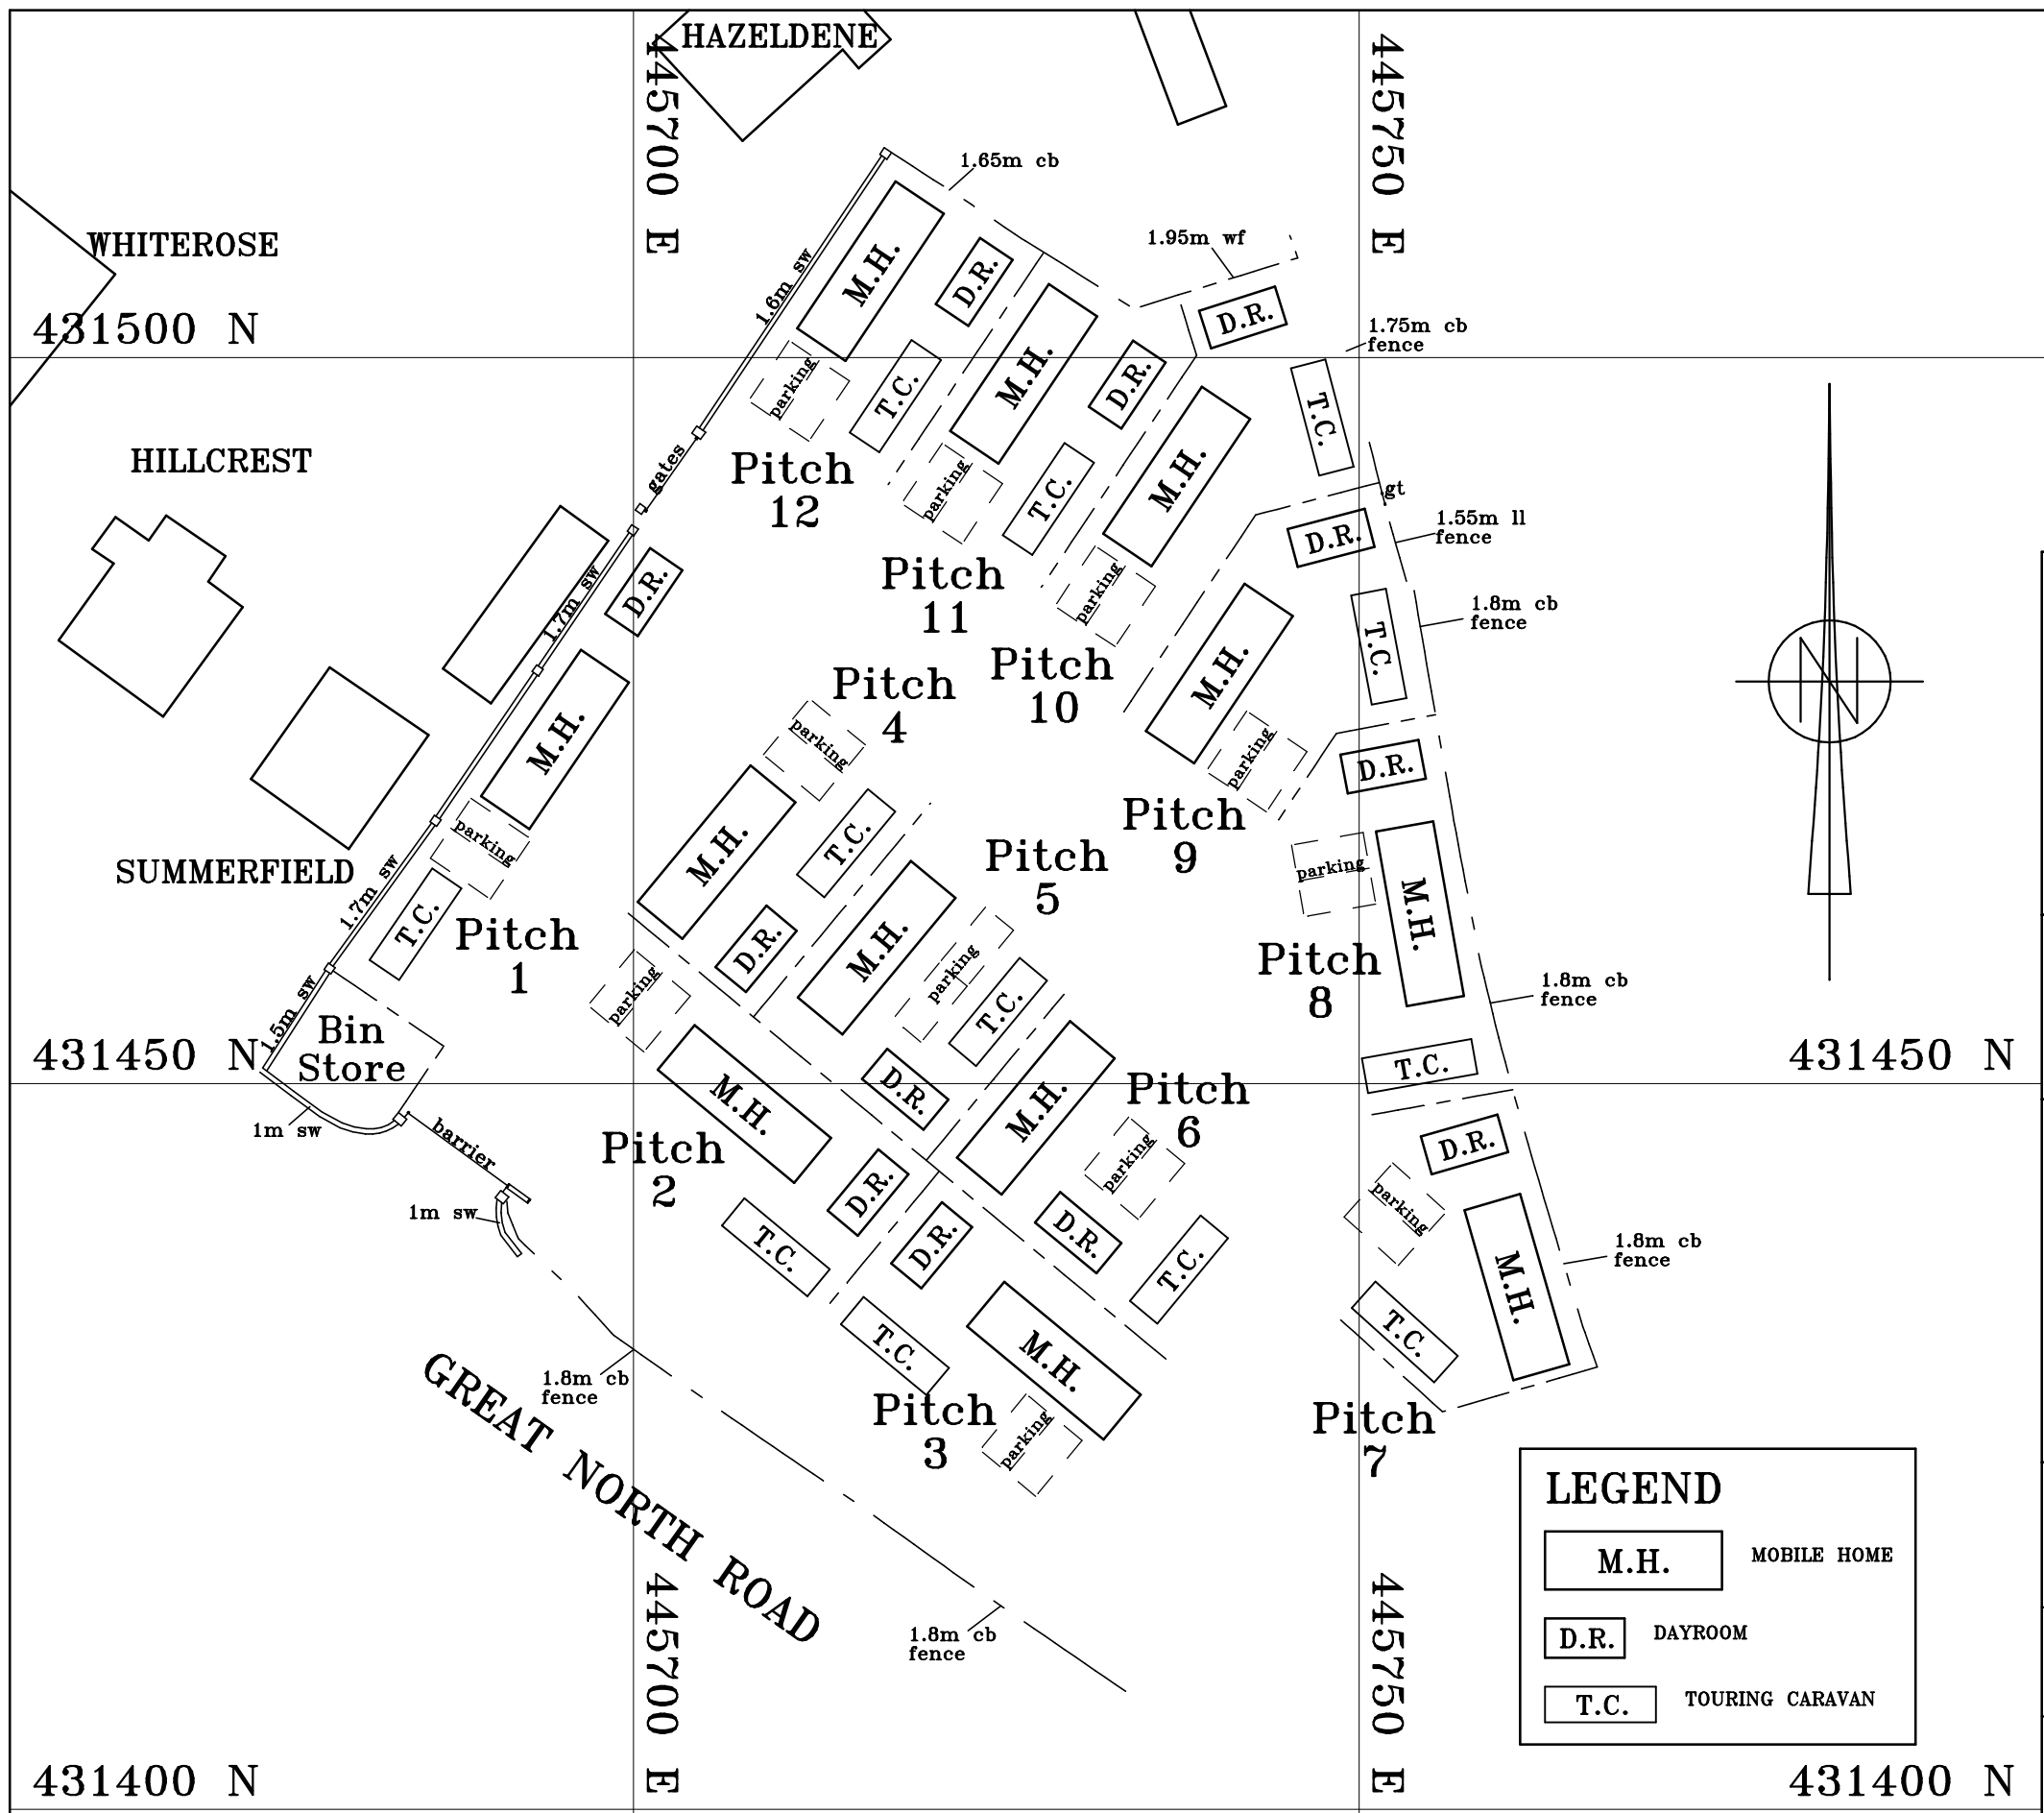 HAZELDENE
445700 E
445750 E
1.65m cb
WHITEROSE
1.95m wf
431500 N
M.H.
D.R.
1.6m sw
D.R.
1.75m cb
fence
parking
T.C.
M.H.
D.R.
T.C.
HILLCREST
gates
Pitch
12
parking
T.C.
M.H.
gt
1.55m ll
fence
D.R.
Pitch
11
parking
1.7m sw
D.R.
1.8m cb
fence
T.C.
Pitch
10
M.H.
Pitch
4
parking
M.H.
parking
D.R.
N
M.H.
T.C.
Pitch
9
parking
SUMMERFIELD
parking
1.7m sw
T.C.
Pitch
1
Pitch
5
M.H.
D.R.
parking
M.H.
Pitch
8
parking
T.C.
1.8m cb
fence
1.5m sw
Bin
Store
431450 N
431450 N
T.C.
M.H.
D.R.
M.H.
Pitch
6
1m sw
barrier
Pitch
2
D.R.
parking
D.R.
parking
1m sw
T.C.
D.R.
D.R.
T.C.
M.H.
1.8m cb
fence
T.C.
M.H.
T.C.
1.8m cb
fence
GREAT NORTH ROAD
Pitch
3
parking
Pitch
7
1.8m cb
fence
445700 E
445750 E
LEGEND
M.H. MOBILE HOME
D.R. DAYROOM
T.C. TOURING CARAVAN
431400 N
431400 N